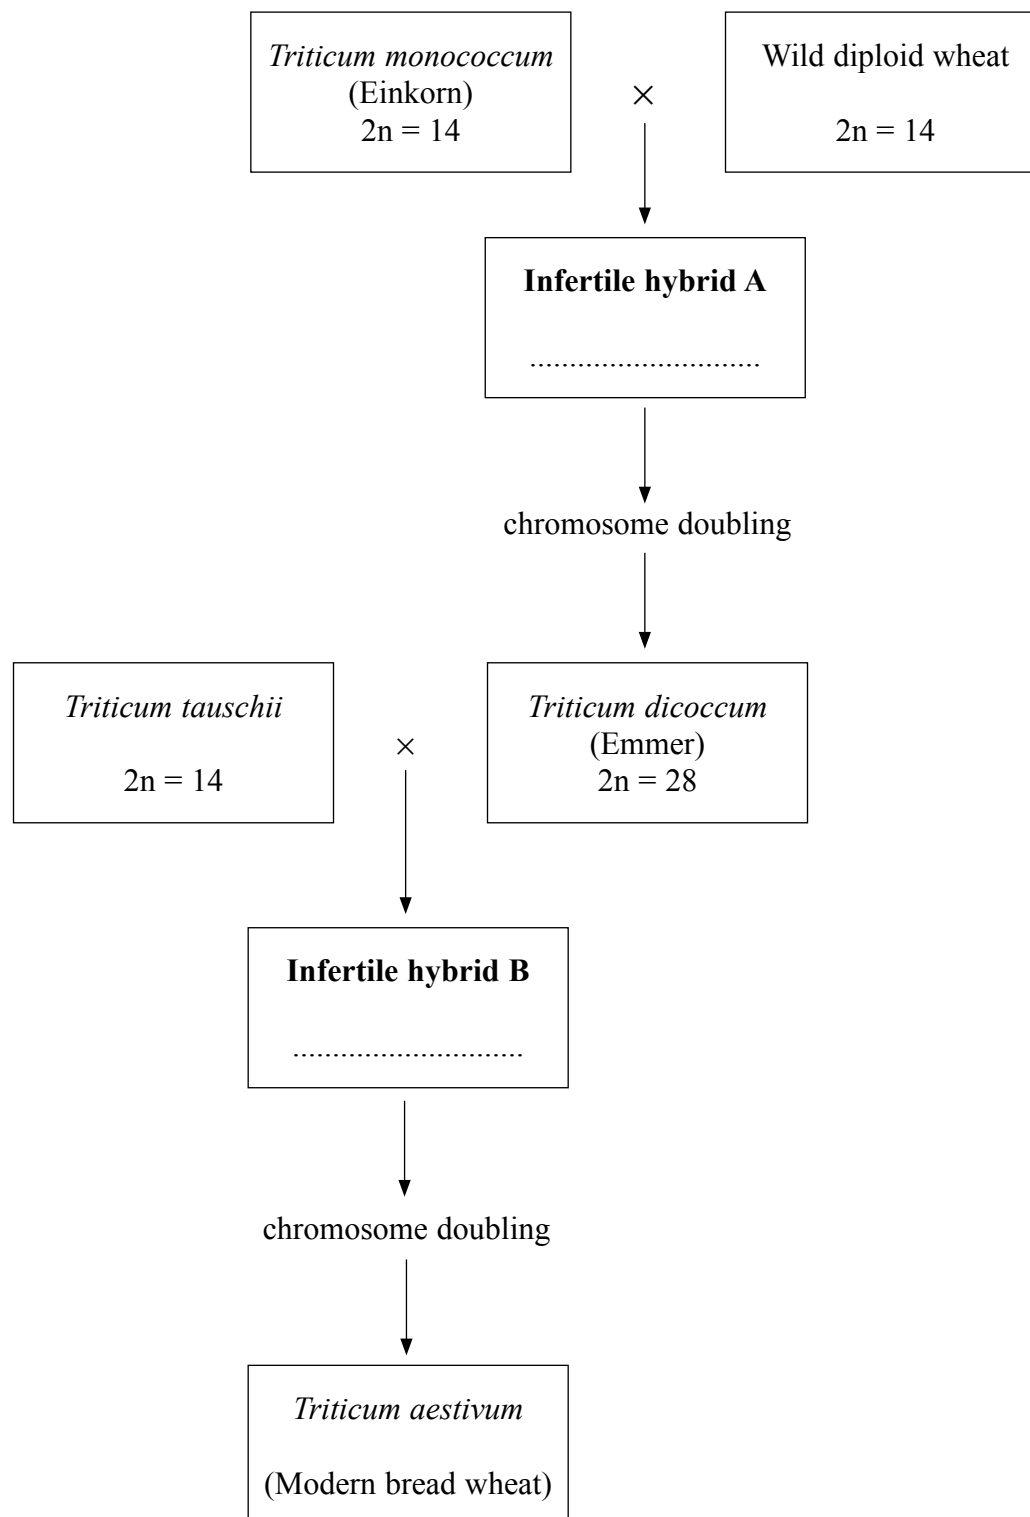 Triticum monococcum
(Einkorn)
2n = 14
×
Wild diploid wheat
2n = 14
Infertile hybrid A
.............................
chromosome doubling
Triticum tauschii
2n = 14
×
Triticum dicoccum
(Emmer)
2n = 28
Infertile hybrid B
.............................
chromosome doubling
Triticum aestivum
(Modern bread wheat)